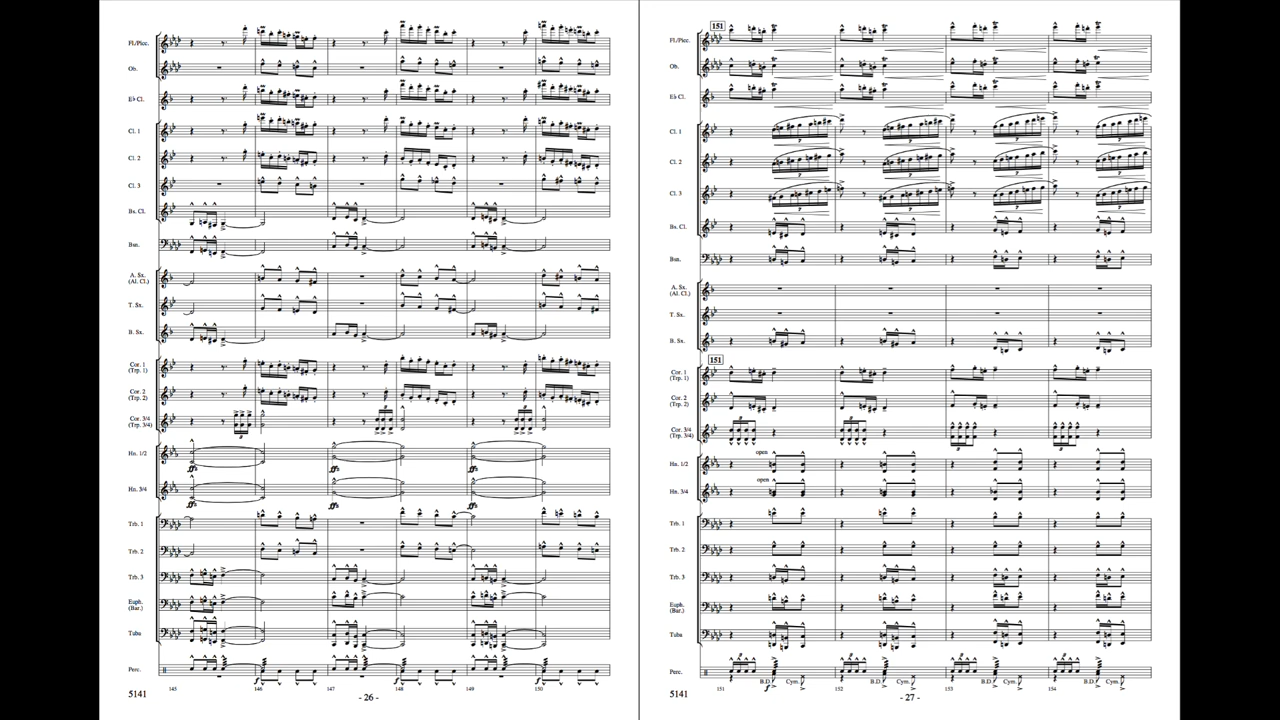 Fl/Picc.
Ob.
E♭ Cl.
Cl. 1
Cl. 2
Cl. 3
Bs. Cl.
Bsn.
A. Sx.
(Al. Cl.)
T. Sx.
B. Sx.
Cor. 1
(Trp. 1)
Cor. 2
(Trp. 2)
Cor. 3/4
(Trp. 3/4)
Hn. 1/2
ffz ffz ffz
Hn. 3/4
ffz ffz ffz
Trb. 1
Trb. 2
Trb. 3
Euph.
(Bar.)
Tuba
Perc.
145 146 147 148 149 150
5141
- 26 -
151
Fl./Picc.
Ob.
E♭ Cl.
Cl. 1
Cl. 2
Cl. 3
Bs. Cl.
Bsn.
A. Sx.
(Al. Cl.)
T. Sx.
B. Sx.
151
Cor. 1
(Trp. 1)
Cor. 2
(Trp. 2)
Cor. 3/4
(Trp. 3/4)
open
Hn. 1/2
open
Hn. 3/4
Trb. 1
Trb. 2
Trb. 3
Euph.
(Bar.)
Tuba
Perc.
B.D. Cym. B.D. Cym. B.D. Cym. B.D. Cym.
f
151 152 153 154
5141
- 27 -